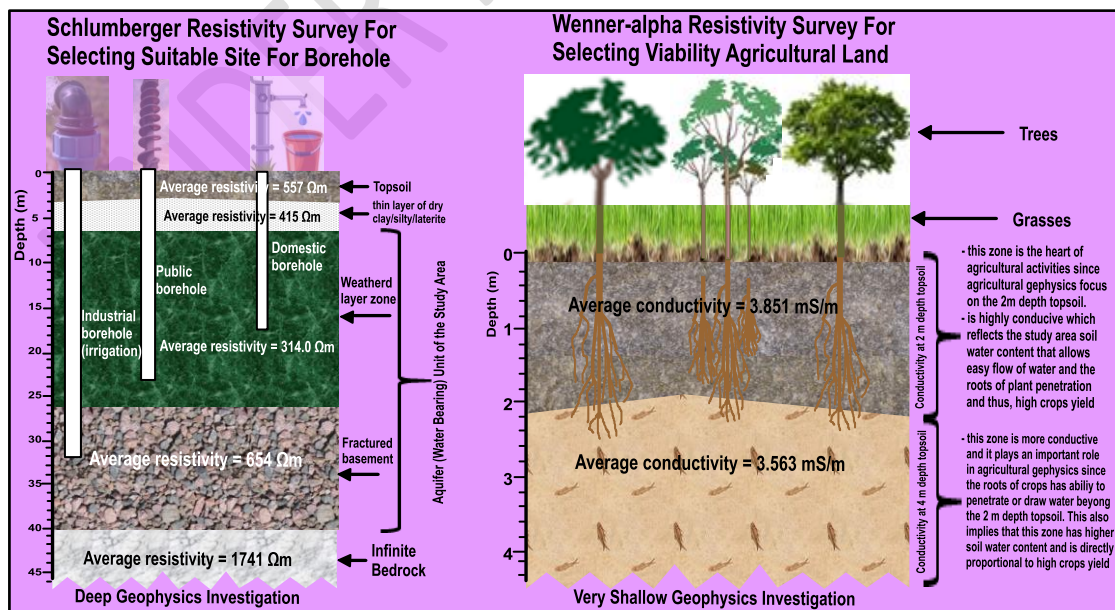 Schlumberger Resistivity Survey For
Selecting Suitable Site For Borehole
Depth (m)
0
5
10
15
20
25
30
35
40
45
Average resistivity = 557 Ωm
Average resistivity = 415 Ωm
Domestic
borehole
Public
borehole
Industrial
borehole
(irrigation)
Average resistivity = 314.0 Ωm
Average resistivity = 654 Ωm
Average resistivity = 1741 Ωm
Topsoil
thin layer of dry
clay/silty/laterite
Weatherd
layer zone
Fractured
basement
Infinite
Bedrock
Aquifer (Water Bearing) Unit of the Study Area
Deep Geophysics Investigation
Wenner-alpha Resistivity Survey For
Selecting Viability Agricultural Land
Trees
Grasses
Depth (m)
0
1
2
3
4
Average conductivity = 3.851 mS/m
Average conductivity = 3.563 mS/m
Conductivity at 2 m depth topsoil
- this zone is the heart of
agricultural activities since
agricultural gephysics focus
on the 2m depth topsoil.
- is highly conducive which
reflects the study area soil
water content that allows
easy flow of water and the
roots of plant penetration
and thus, high crops yield
Conductivity at 4 m depth topsoil
- this zone is more conductive
and it plays an important role
in agricultural gephysics since
the roots of crops has abiliy to
penetrate or draw water beyong
the 2 m depth topsoil. This also
implies that this zone has higher
soil water content and is directly
proportional to high crops yield
Very Shallow Geophysics Investigation